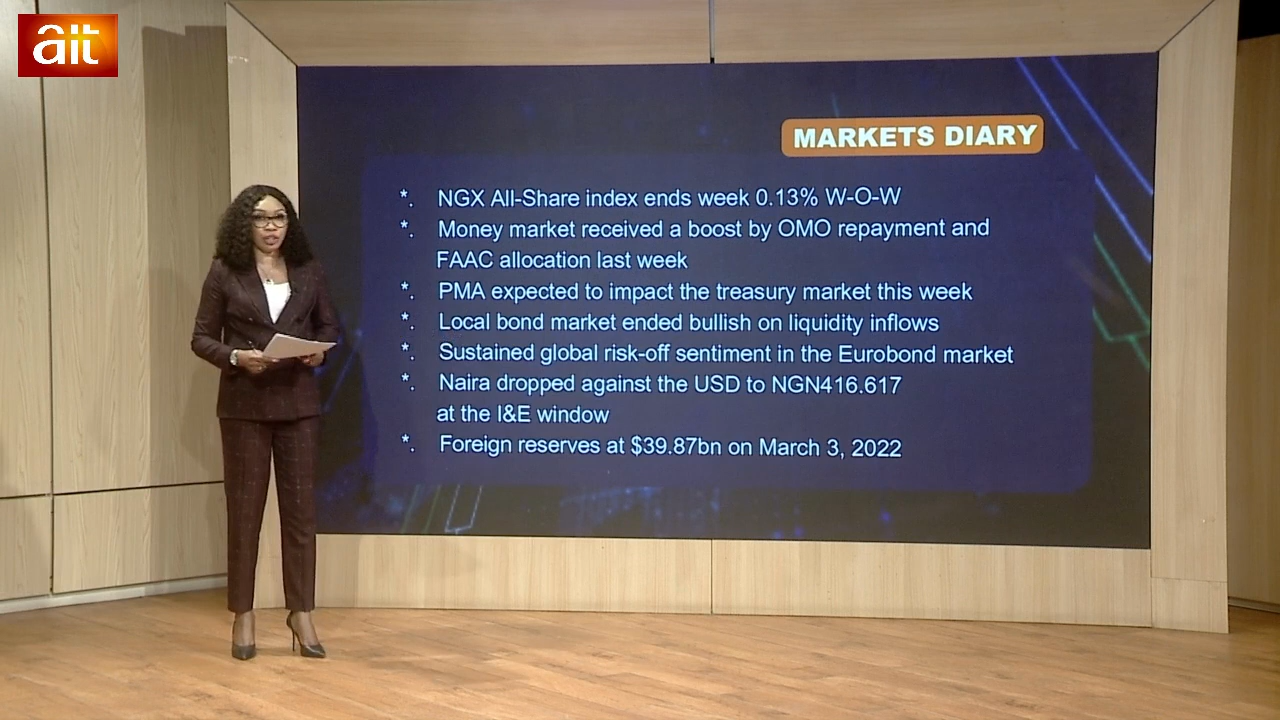 ait
MARKETS DIARY
*. NGX All-Share index ends week 0.13% W-O-W
*. Money market received a boost by OMO repayment and
FAAC allocation last week
*. PMA expected to impact the treasury market this week
*. Local bond market ended bullish on liquidity inflows
*. Sustained global risk-off sentiment in the Eurobond market
*. Naira dropped against the USD to NGN416.617
at the I&E window
*. Foreign reserves at $39.87bn on March 3, 2022